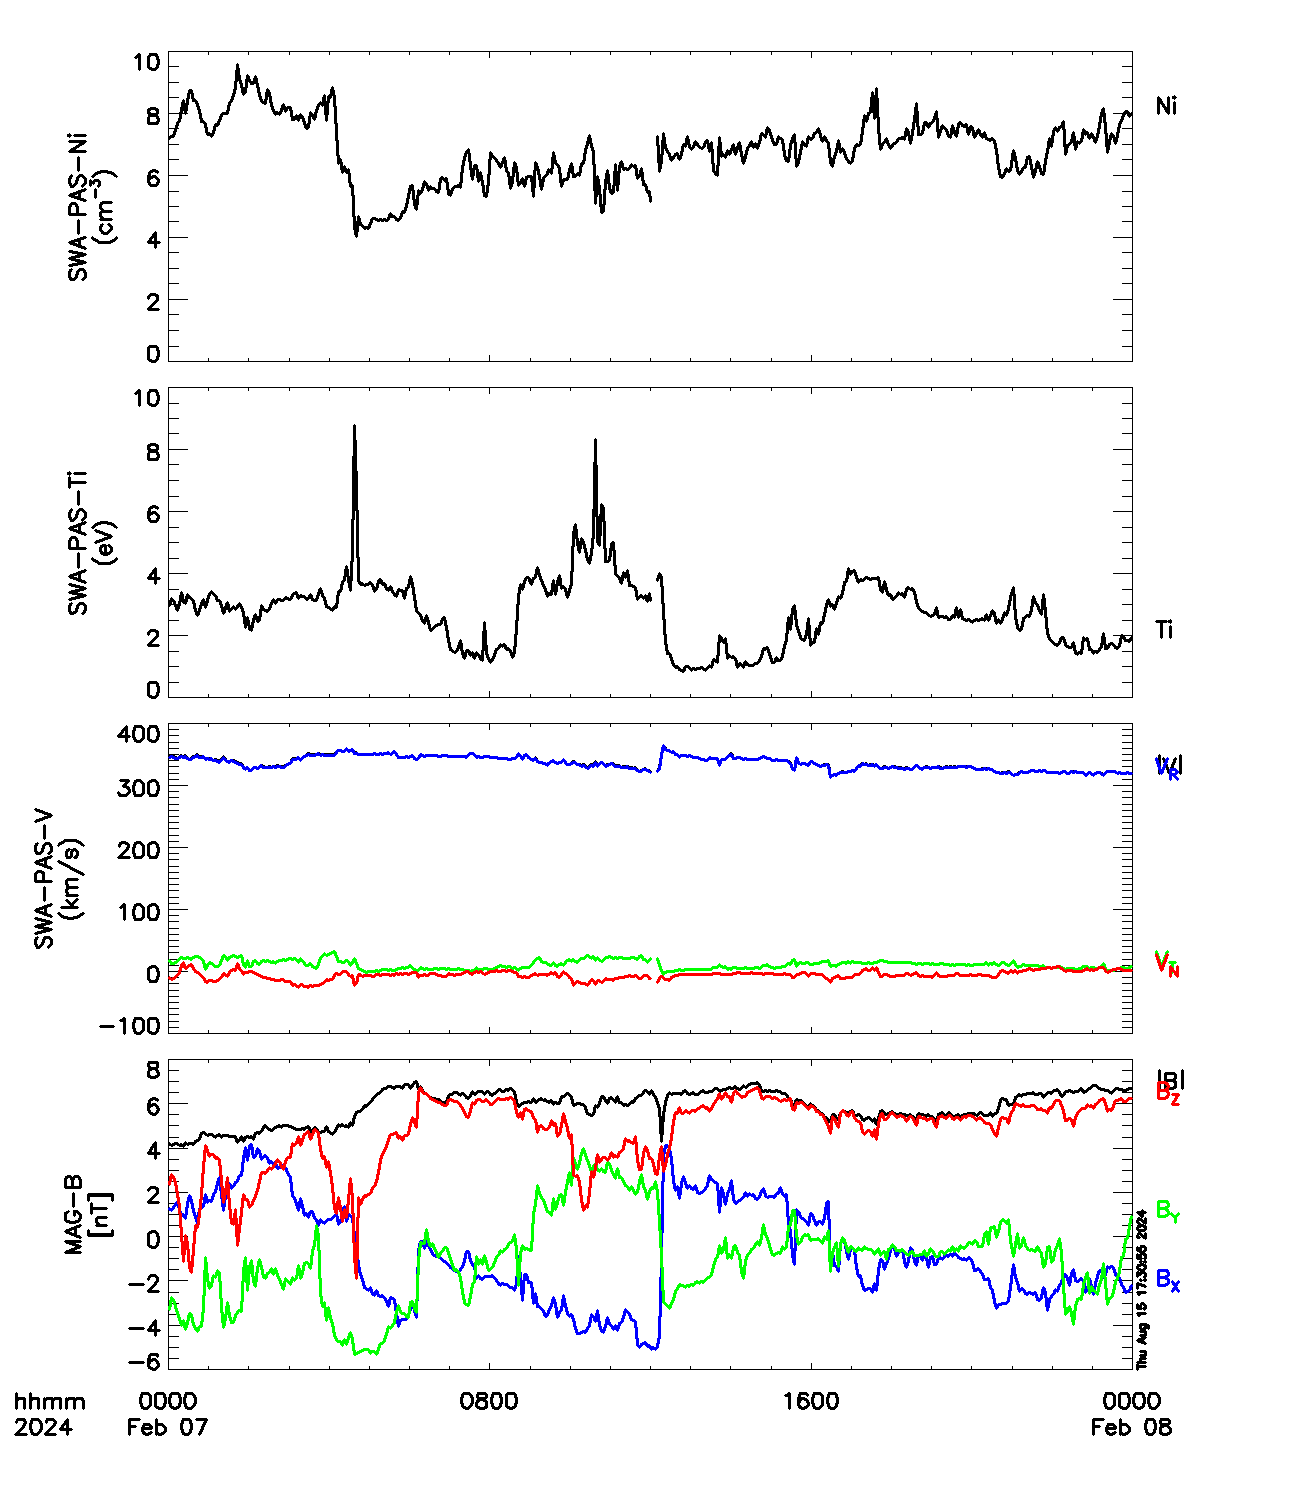 10
8
6
4
2
0
SWA-PAS-Ni
(cm⁻³)
Ni
10
8
6
4
2
0
SWA-PAS-Ti
(eV)
Ti
400
300
200
100
0
-100
SWA-PAS-V
(km/s)
|V|
V_R
V_T
V_N
8
6
4
2
0
-2
-4
-6
MAG-B
[nT]
|B|
B_Z
B_Y
B_X
Thu Aug 15 17:30:56 2024
hhmm 0000 0800 1600 0000
2024 Feb 07 Feb 08